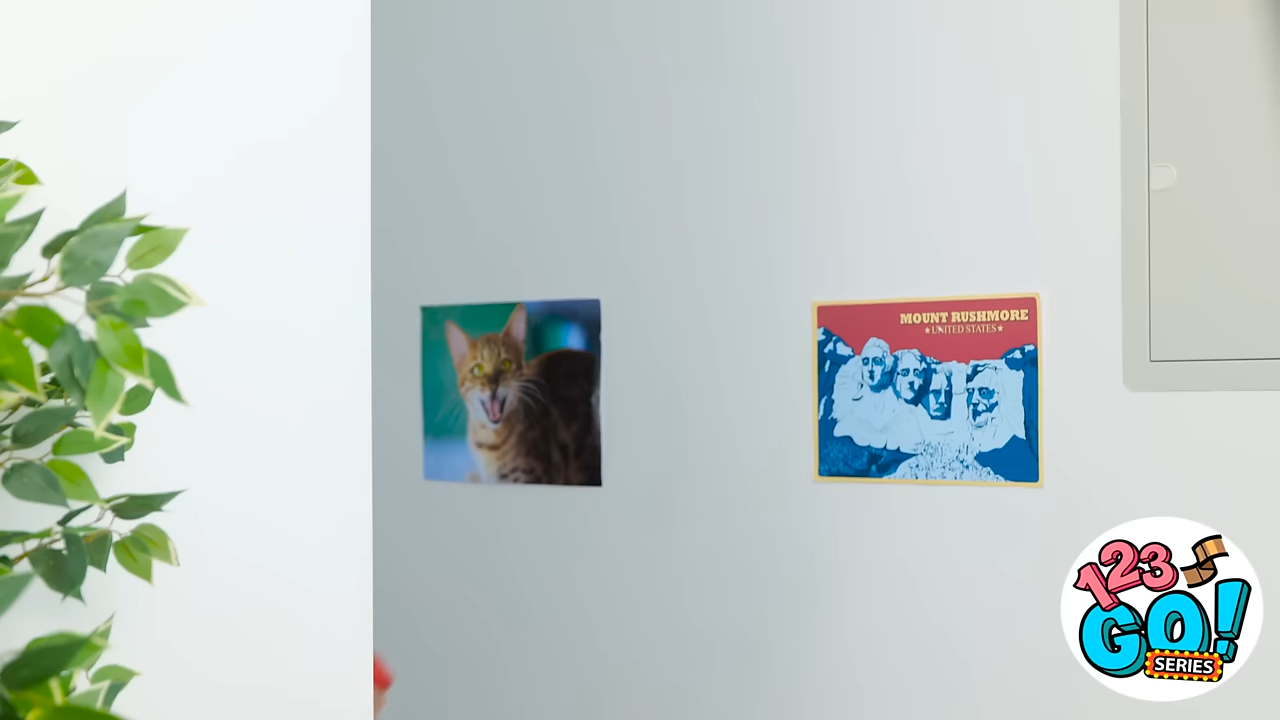 MOUNT RUSHMORE
★UNITED STATES★
123
GO!
SERIES